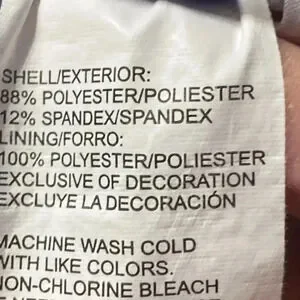 SHELL/EXTERIOR:
88% POLYESTER/POLIESTER
12% SPANDEX/SPANDEX
LINING/FORRO:
100% POLYESTER/POLIESTER
EXCLUSIVE OF DECORATION
EXCLUYE LA DECORACIÓN
MACHINE WASH COLD
WITH LIKE COLORS.
NON-CHLORINE BLEACH